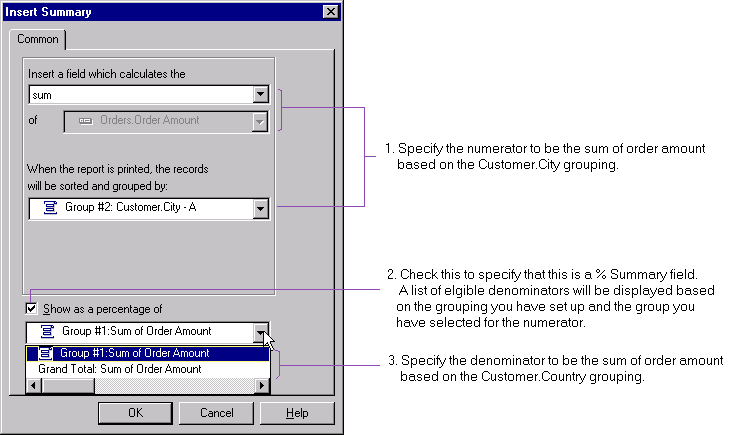 Insert Summary
Common
Insert a field which calculates the
sum
of
Orders.Order Amount
When the report is printed, the records
will be sorted and grouped by:
Group #2: Customer.City - A
Show as a percentage of
Group #1:Sum of Order Amount
Group #1:Sum of Order Amount
Grand Total: Sum of Order Amount
OK
Cancel
Help
1. Specify the numerator to be the sum of order amount
based on the Customer.City grouping.
2. Check this to specify that this is a % Summary field.
A list of elgible denominators will be displayed based
on the grouping you have set up and the group you
have selected for the numerator.
3. Specify the denominator to be the sum of order amount
based on the Customer.Country grouping.